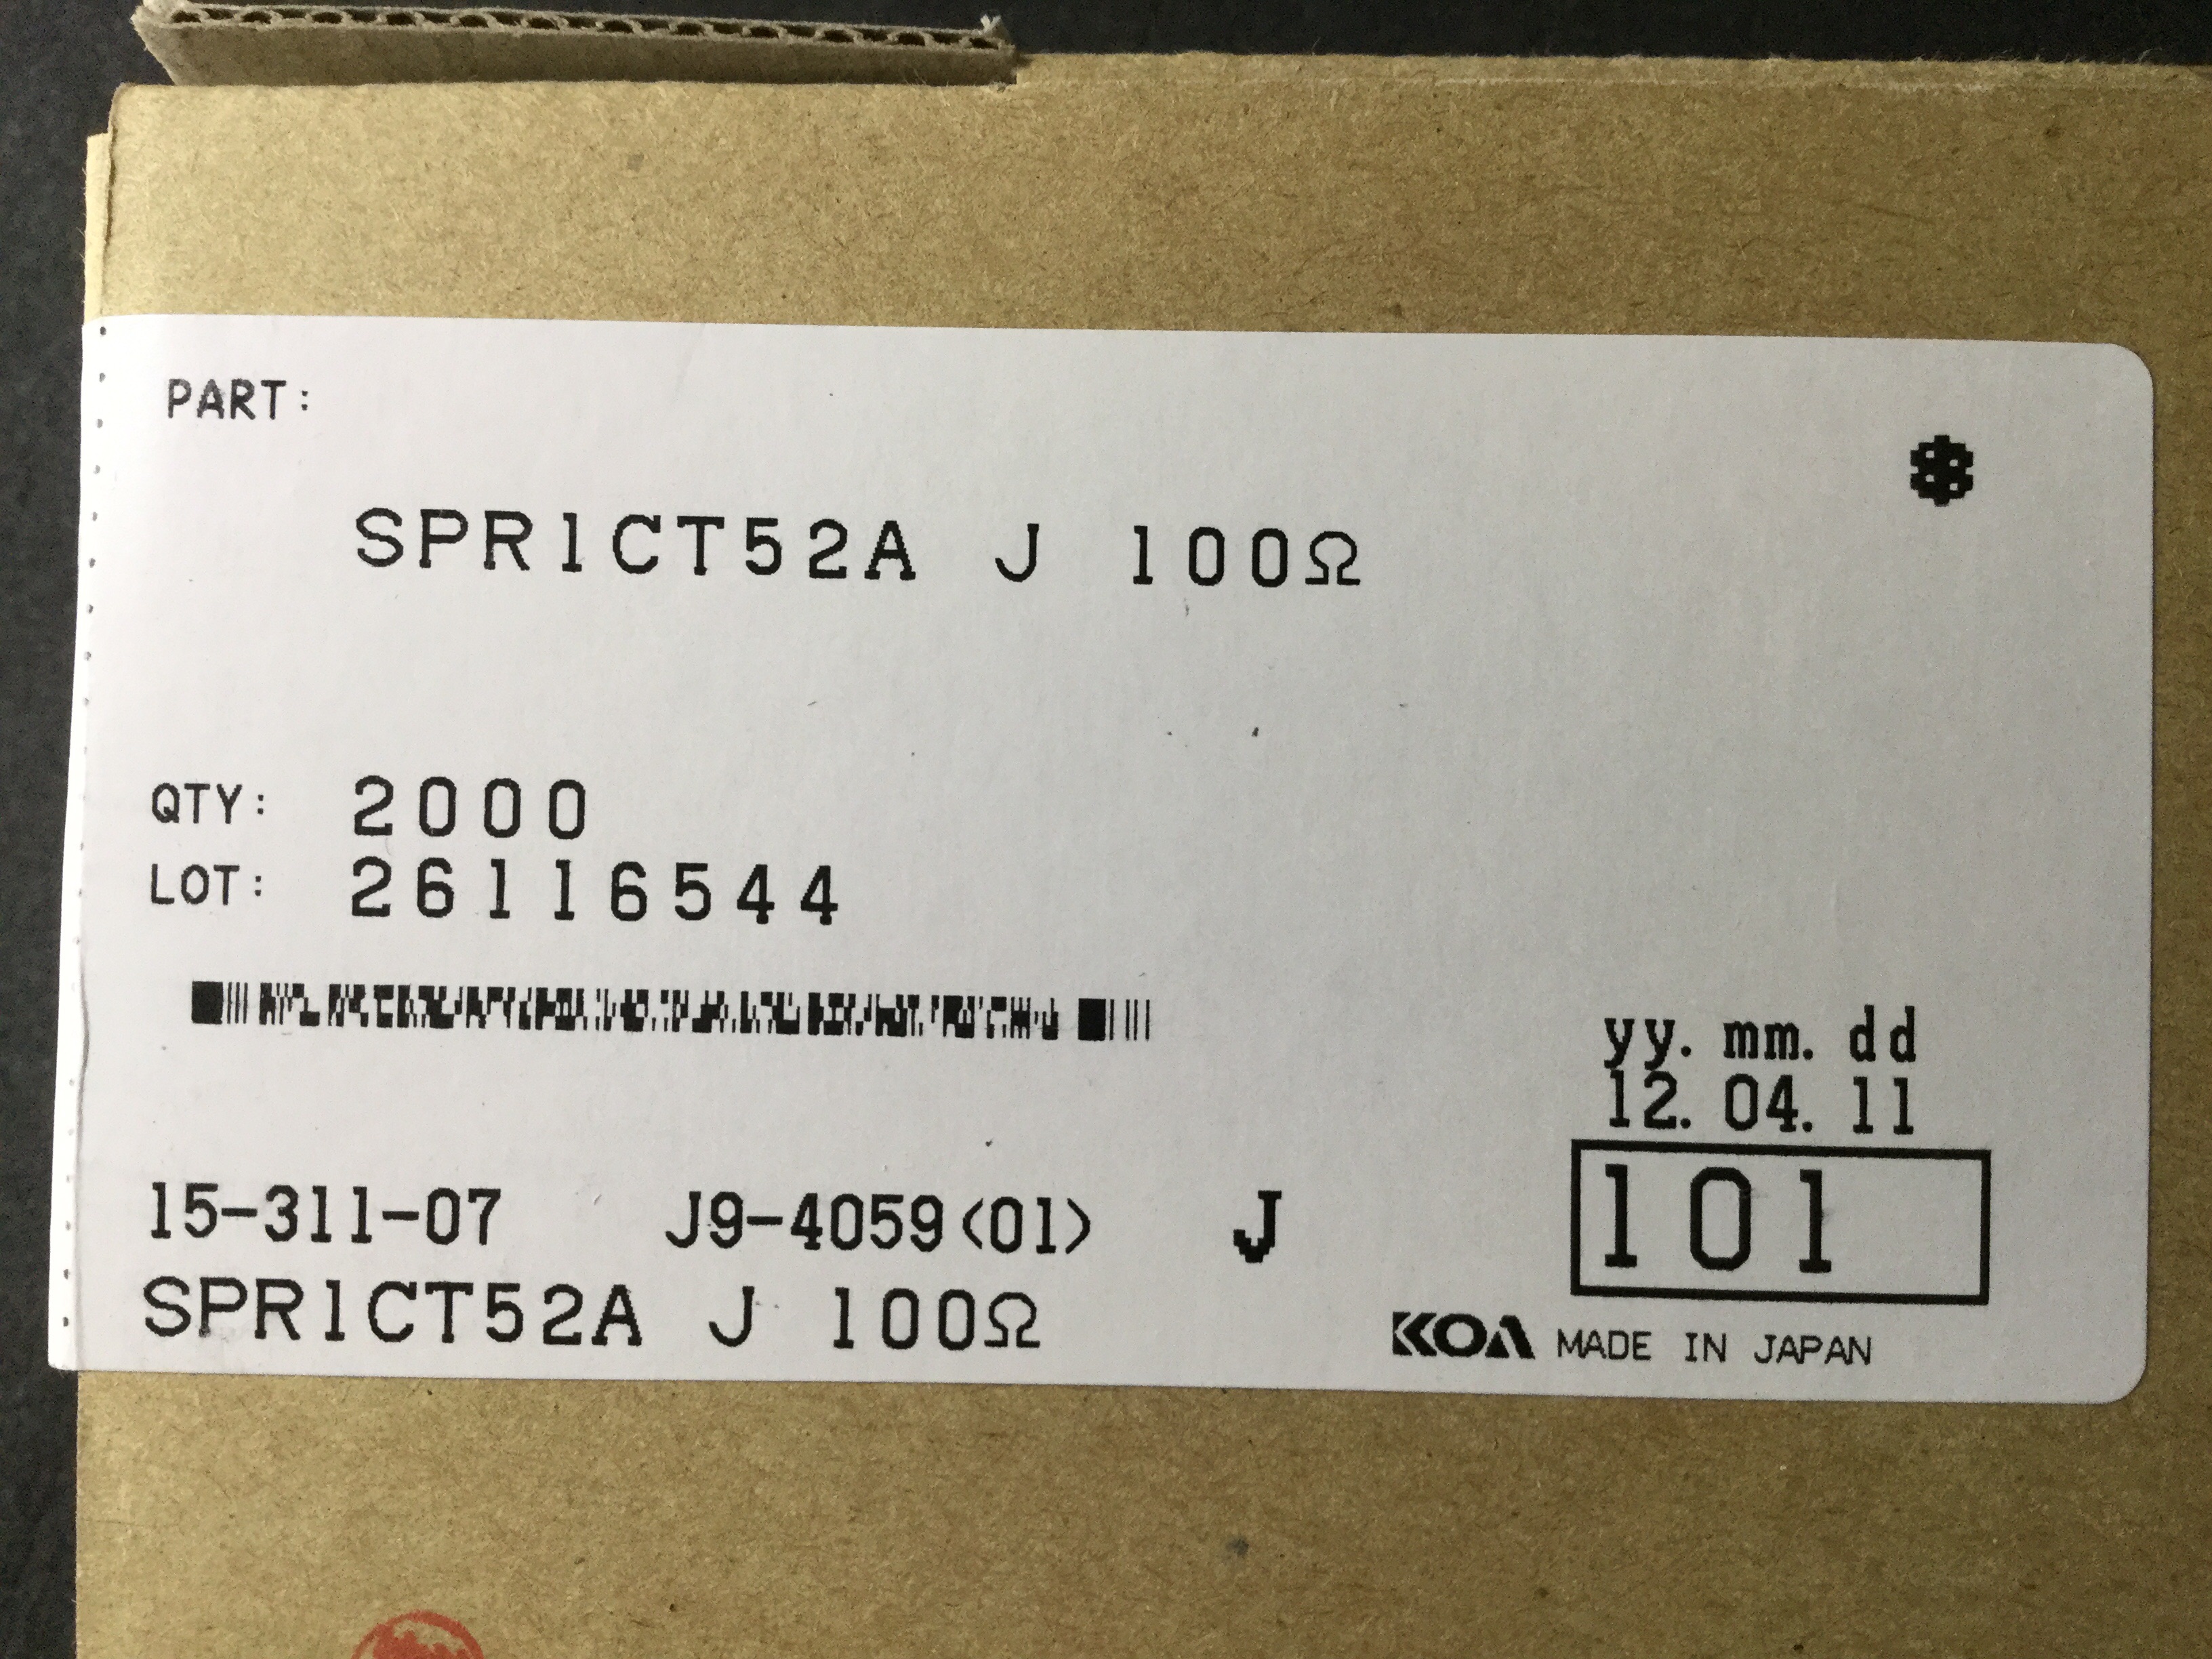 PART:
*
SPR1CT52A J 100Ω
QTY: 2000
LOT: 26116544
yy. mm. dd
12. 04. 11
101
15-311-07 J9-4059<01> J
SPR1CT52A J 100Ω
KOA MADE IN JAPAN